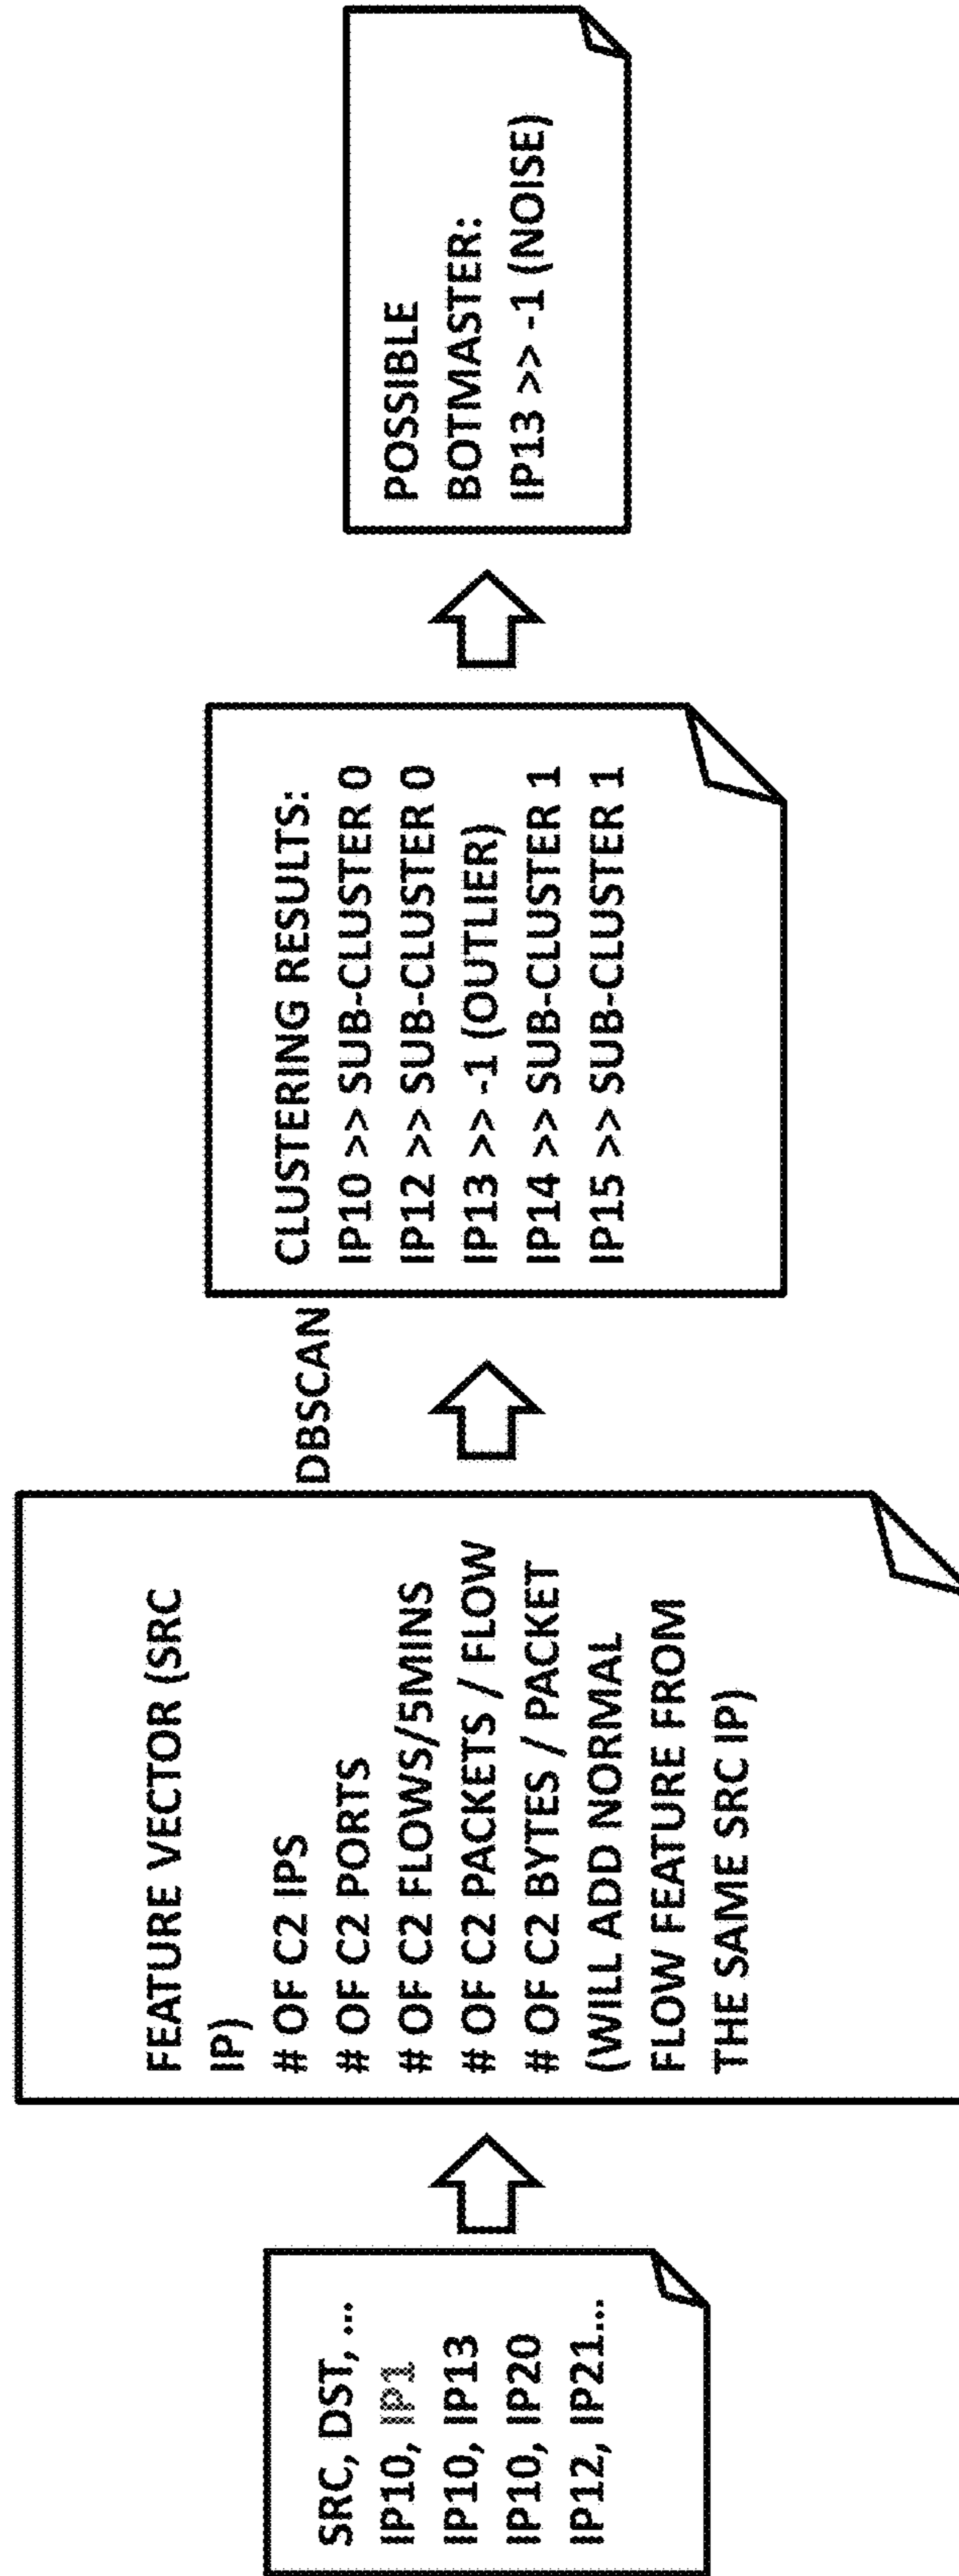 SRC, DST, ...
IP10, IP1
IP10, IP13
IP10, IP20
IP12, IP21...
FEATURE VECTOR (SRC
IP)
# OF C2 IPS
# OF C2 PORTS
# OF C2 FLOWS/5MINS
# OF C2 PACKETS / FLOW
# OF C2 BYTES / PACKET
(WILL ADD NORMAL
FLOW FEATURE FROM
THE SAME SRC IP)
DBSCAN
CLUSTERING RESULTS:
IP10 >> SUB-CLUSTER 0
IP12 >> SUB-CLUSTER 0
IP13 >> -1 (OUTLIER)
IP14 >> SUB-CLUSTER 1
IP15 >> SUB-CLUSTER 1
POSSIBLE
BOTMASTER:
IP13 >> -1 (NOISE)